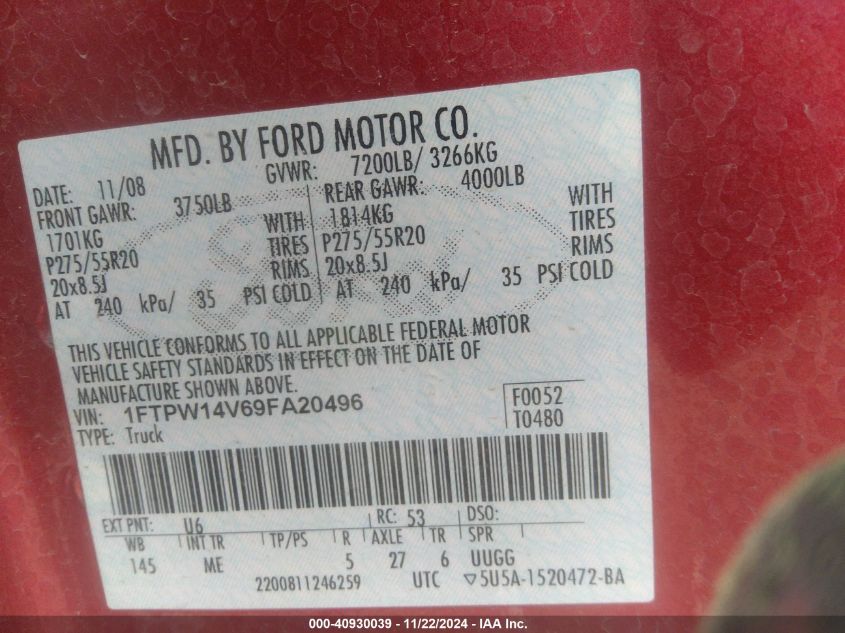 MFD. BY FORD MOTOR CO.
DATE: 11/08 GVWR: 7200LB/ 3266KG
FRONT GAWR: 3750LB REAR GAWR: 4000LB
1701KG WITH 1814KG WITH
P275/55R20 TIRES P275/55R20 TIRES
20x8.5J RIMS 20x8.5J RIMS
AT 240 kPa/ 35 PSI COLD AT 240 kPa/ 35 PSI COLD
THIS VEHICLE CONFORMS TO ALL APPLICABLE FEDERAL MOTOR
VEHICLE SAFETY STANDARDS IN EFFECT ON THE DATE OF
MANUFACTURE SHOWN ABOVE.
VIN: 1FTPW14V69FA20496 F0052
TYPE: Truck T0480
EXT PNT: U6 RC: 53 DSO:
WB INT TR TP/PS R AXLE TR SPR
145 ME 5 27 6 UUGG
2200811246259 UTC ▽5U5A-1520472-BA
000-40930039 - 11/22/2024 - IAA Inc.